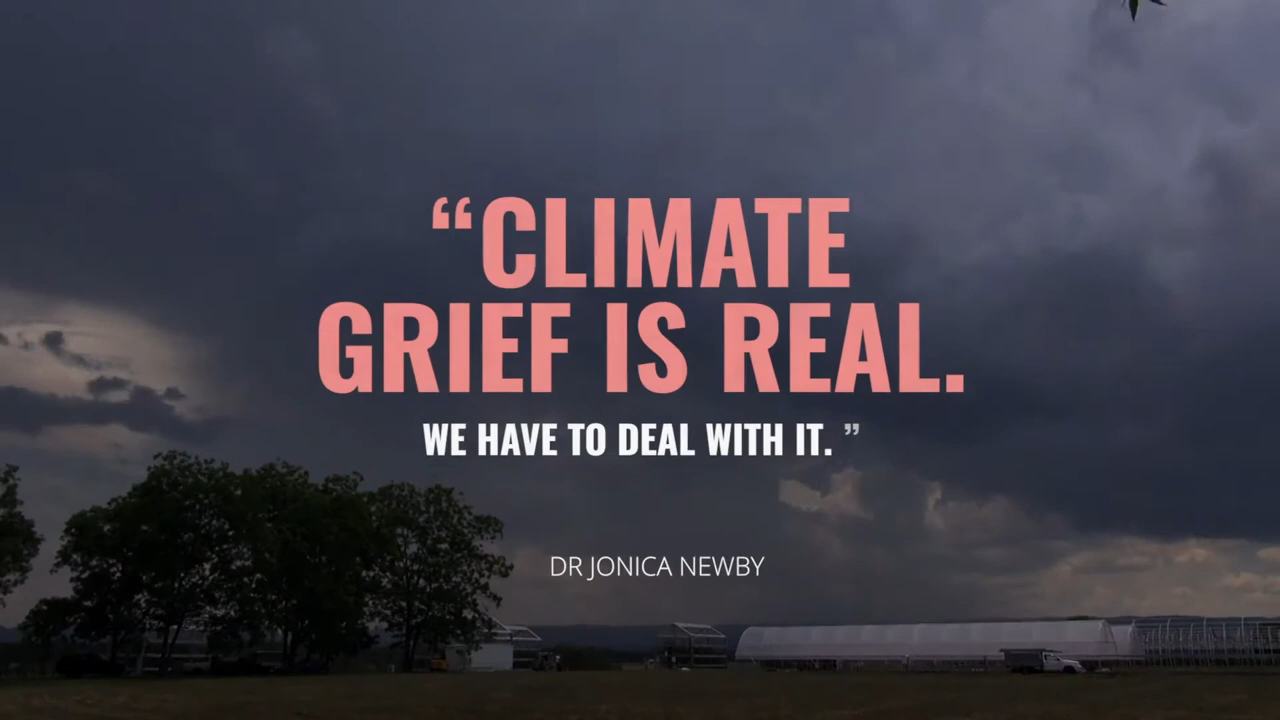 “CLIMATE
GRIEF IS REAL.
WE HAVE TO DEAL WITH IT. ”
DR JONICA NEWBY